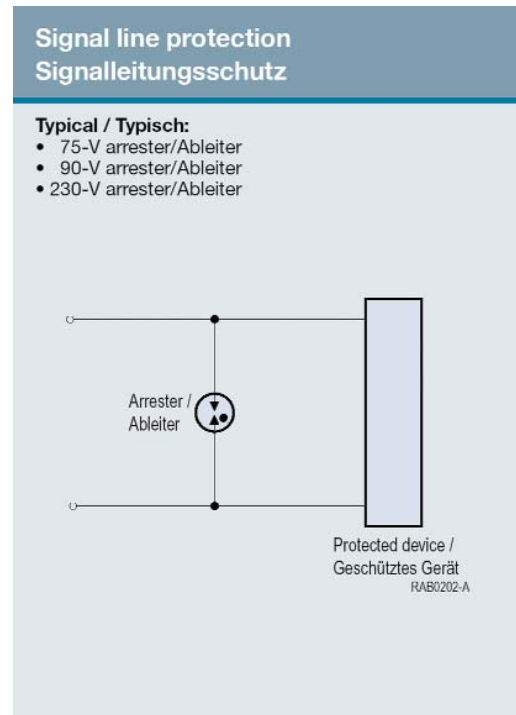 Signal line protection
Signalleitungsschutz
Typical / Typisch:
• 75-V arrester/Ableiter
• 90-V arrester/Ableiter
• 230-V arrester/Ableiter
Arrester /
Ableiter
Protected device /
Geschütztes Gerät
RAB0202-A